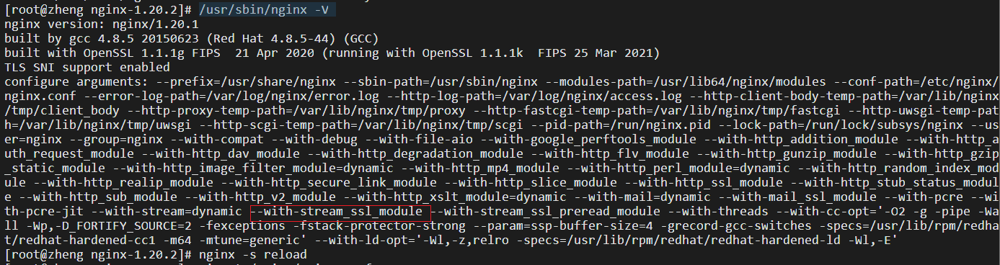 [root@zheng nginx-1.20.2]# /usr/sbin/nginx -V
nginx version: nginx/1.20.1
built by gcc 4.8.5 20150623 (Red Hat 4.8.5-44) (GCC)
built with OpenSSL 1.1.1g FIPS  21 Apr 2020 (running with OpenSSL 1.1.1k  FIPS 25 Mar 2021)
TLS SNI support enabled
configure arguments: --prefix=/usr/share/nginx --sbin-path=/usr/sbin/nginx --modules-path=/usr/lib64/nginx/modules --conf-path=/etc/nginx/
nginx.conf --error-log-path=/var/log/nginx/error.log --http-log-path=/var/log/nginx/access.log --http-client-body-temp-path=/var/lib/nginx
/tmp/client_body --http-proxy-temp-path=/var/lib/nginx/tmp/proxy --http-fastcgi-temp-path=/var/lib/nginx/tmp/fastcgi --http-uwsgi-temp-pat
h=/var/lib/nginx/tmp/uwsgi --http-scgi-temp-path=/var/lib/nginx/tmp/scgi --pid-path=/run/nginx.pid --lock-path=/run/lock/subsys/nginx --us
er=nginx --group=nginx --with-compat --with-debug --with-file-aio --with-google_perftools_module --with-http_addition_module --with-http_a
uth_request_module --with-http_dav_module --with-http_degradation_module --with-http_flv_module --with-http_gunzip_module --with-http_gzip
_static_module --with-http_image_filter_module=dynamic --with-http_mp4_module --with-http_perl_module=dynamic --with-http_random_index_mod
ule --with-http_realip_module --with-http_secure_link_module --with-http_slice_module --with-http_ssl_module --with-http_stub_status_modul
e --with-http_sub_module --with-http_v2_module --with-http_xslt_module=dynamic --with-mail=dynamic --with-mail_ssl_module --with-pcre --wi
th-pcre-jit --with-stream=dynamic --with-stream_ssl_module --with-stream_ssl_preread_module --with-threads --with-cc-opt='-O2 -g -pipe -Wa
ll -Wp,-D_FORTIFY_SOURCE=2 -fexceptions -fstack-protector-strong --param=ssp-buffer-size=4 -grecord-gcc-switches -specs=/usr/lib/rpm/redha
t/redhat-hardened-cc1 -m64 -mtune=generic' --with-ld-opt='-Wl,-z,relro -specs=/usr/lib/rpm/redhat/redhat-hardened-ld -Wl,-E'
[root@zheng nginx-1.20.2]# nginx -s reload